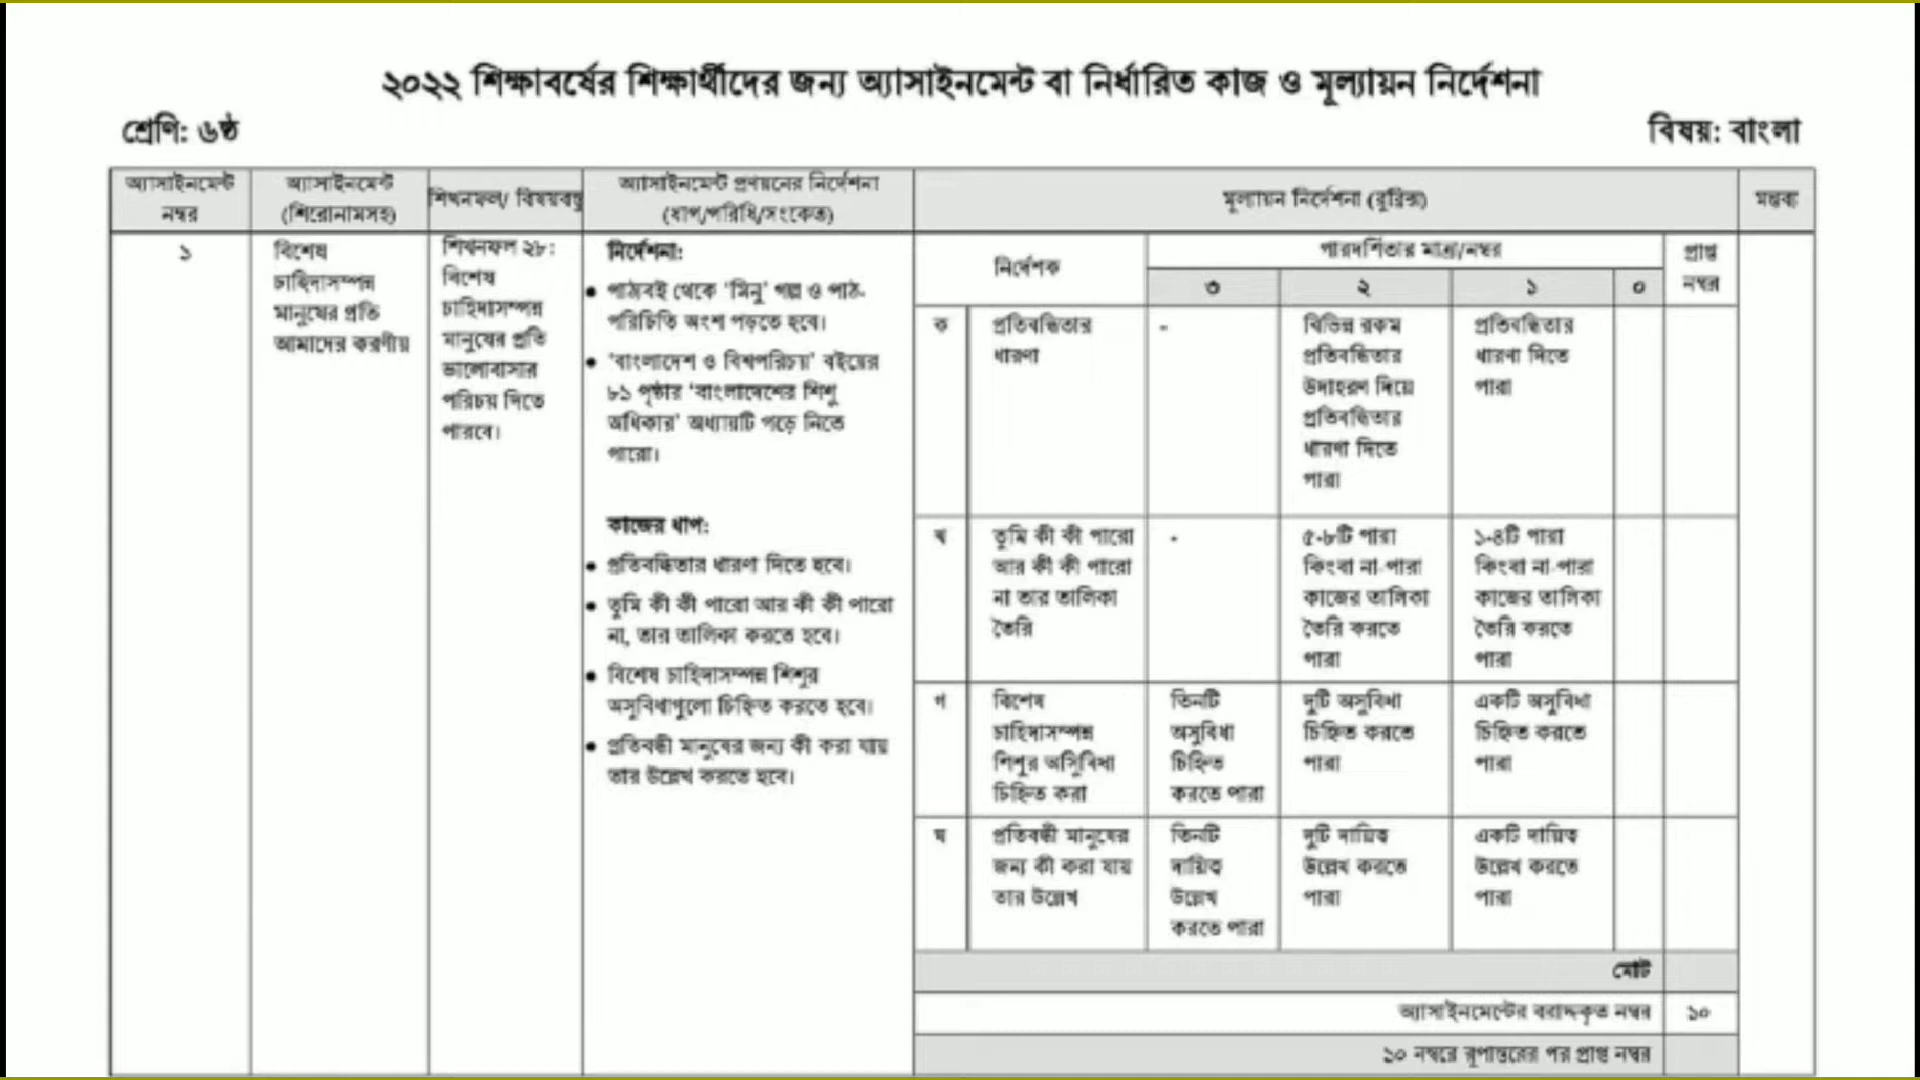 ২০২২ শিক্ষাবর্ষের শিক্ষার্থীদের জন্য অ্যাসাইনমেন্ট বা নির্ধারিত কাজ ও মূল্যায়ন নির্দেশনা
শ্রেণি: ৬ষ্ঠ
বিষয়: বাংলা
অ্যাসাইনমেন্ট
নম্বর
অ্যাসাইনমেন্ট
(শিরোনামসহ)
শিখনফল/ বিষয়বস্তু
অ্যাসাইনমেন্ট প্রণয়নের নির্দেশনা
(ধাপ/পরিধি/সংকেত)
মূল্যায়ন নির্দেশনা (রুব্রিক্স)
মন্তব্য
১
বিশেষ
চাহিদাসম্পন্ন
মানুষের প্রতি
আমাদের করণীয়
শিখনফল ২৮:
বিশেষ
চাহিদাসম্পন্ন
মানুষের প্রতি
ভালোবাসার
পরিচয় দিতে
পারবে।
নির্দেশনা:
• পাঠ্যবই থেকে ‘মিনু’ গল্প ও পাঠ-
পরিচিতি অংশ পড়তে হবে।
• ‘বাংলাদেশ ও বিশ্বপরিচয়’ বইয়ের
৮১ পৃষ্ঠার ‘বাংলাদেশের শিশু
অধিকার’ অধ্যায়টি পড়ে নিতে
পারো।
কাজের ধাপ:
• প্রতিবন্ধিতার ধারণা দিতে হবে।
• তুমি কী কী পারো আর কী কী পারো
না, তার তালিকা করতে হবে।
• বিশেষ চাহিদাসম্পন্ন শিশুর
অসুবিধাগুলো চিহ্নিত করতে হবে।
• প্রতিবন্ধী মানুষের জন্য কী করা যায়
তার উল্লেখ করতে হবে।
নির্দেশক
পারদর্শিতার মাত্রা/নম্বর
প্রাপ্ত
নম্বর
৩
২
১
০
ক
প্রতিবন্ধিতার
ধারণা
-
বিভিন্ন রকম
প্রতিবন্ধিতার
উদাহরণ দিয়ে
প্রতিবন্ধিতার
ধারণা দিতে
পারা
প্রতিবন্ধিতার
ধারণা দিতে
পারা
খ
তুমি কী কী পারো
আর কী কী পারো
না তার তালিকা
তৈরি
-
৫-৮টি পারা
কিংবা না-পারা
কাজের তালিকা
তৈরি করতে
পারা
১-৪টি পারা
কিংবা না-পারা
কাজের তালিকা
তৈরি করতে
পারা
গ
বিশেষ
চাহিদাসম্পন্ন
শিশুর অসিুবিধা
চিহ্নিত করা
তিনটি
অসুবিধা
চিহ্নিত
করতে পারা
দুটি অসুবিধা
চিহ্নিত করতে
পারা
একটি অসুবিধা
চিহ্নিত করতে
পারা
ঘ
প্রতিবন্ধী মানুষের
জন্য কী করা যায়
তার উল্লেখ
তিনটি
দায়িত্ব
উল্লেখ
করতে পারা
দুটি দায়িত্ব
উল্লেখ করতে
পারা
একটি দায়িত্ব
উল্লেখ করতে
পারা
মোট
অ্যাসাইনমেন্টের বরাদ্দকৃত নম্বর
১০
১০ নম্বরে রূপান্তরের পর প্রাপ্ত নম্বর